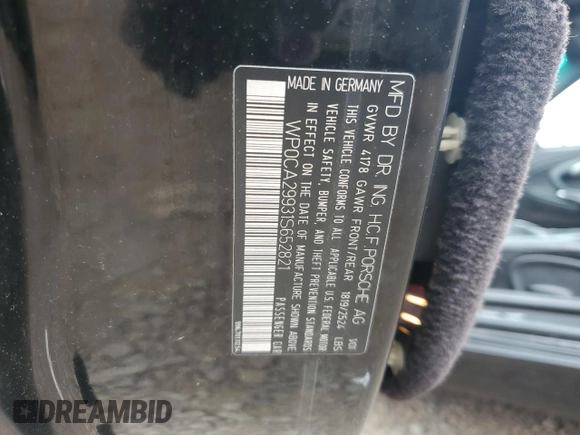 MFD BY DR. ING. H.C.F. PORSCHE AG
GVWR 4178 GAWR FRONT/REAR 1819/2524 LBS
THIS VEHICLE CONFORMS TO ALL APPLICABLE U.S. FEDERAL MOTOR
VEHICLE SAFETY, BUMPER, AND THEFT PREVENTION STANDARDS
IN EFFECT ON THE DATE OF MANUFACTURE SHOWN ABOVE
WP0CA29931S652821 PASSENGER CAR
MADE IN GERMANY
DREAMBID